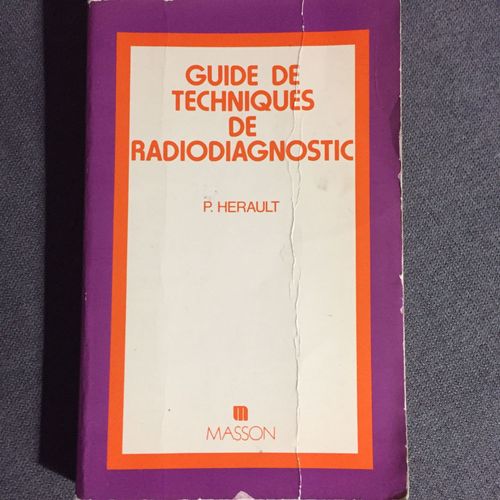 GUIDE DE
TECHNIQUES
DE
RADIODIAGNOSTIC
P. HERAULT
m
MASSON